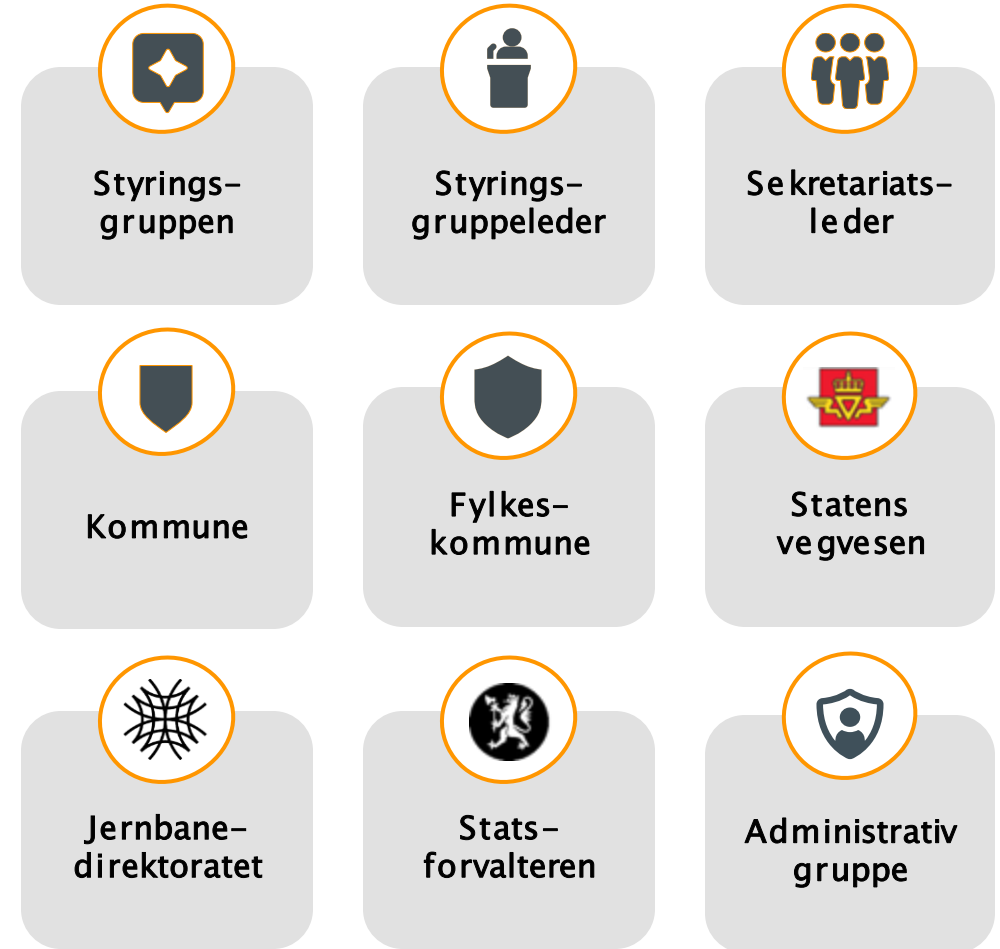 Styrings-
gruppen
Styrings-
gruppeleder
Sekretariats-
leder
Kommune
Fylkes-
kommune
Statens
vegvesen
Jernbane-
direktoratet
Stats-
forvalteren
Administrativ
gruppe